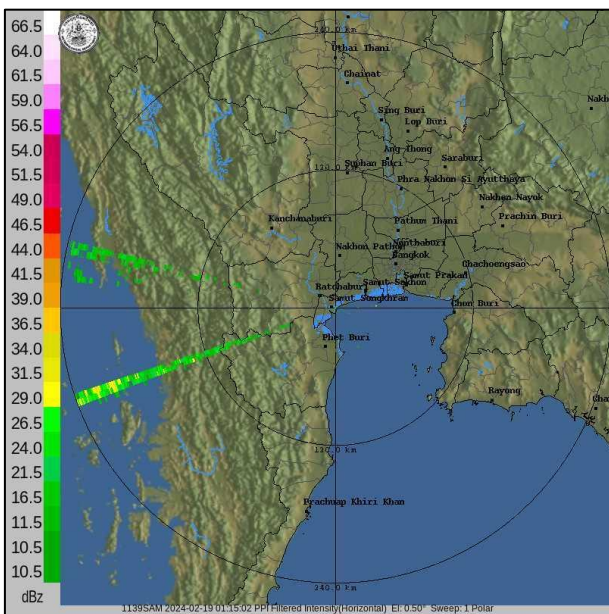 66.5
64.0
61.5
59.0
56.5
54.0
51.5
49.0
46.5
44.0
41.5
39.0
36.5
34.0
31.5
29.0
26.5
24.0
21.5
16.5
11.5
10.5
dBz
240.0 km
Uthai Thani
Chainat
Sing Buri
Lop Buri
Ang Thong
120.0 km
Suphan Buri
Saraburi
Phra Nakhon Si Ayutthaya
Nakh
Nakhon Nayok
Kanchanaburi
Pathum Thani
Prachin Buri
Nonthaburi
Nakhon Pathom
Bangkok
Chachoengsao
Samut Prakan
Ratchaburi
Samut Sakhon
Samut Songkhram
Chon Buri
Phet Buri
Rayong
Cha
120.0 km
Prachuap Khiri Khan
240.0 km
1139SAM 2024-02-19 01:15:02 PPI Filtered Intensity(Horizontal) El: 0.50° Sweep: 1 Polar